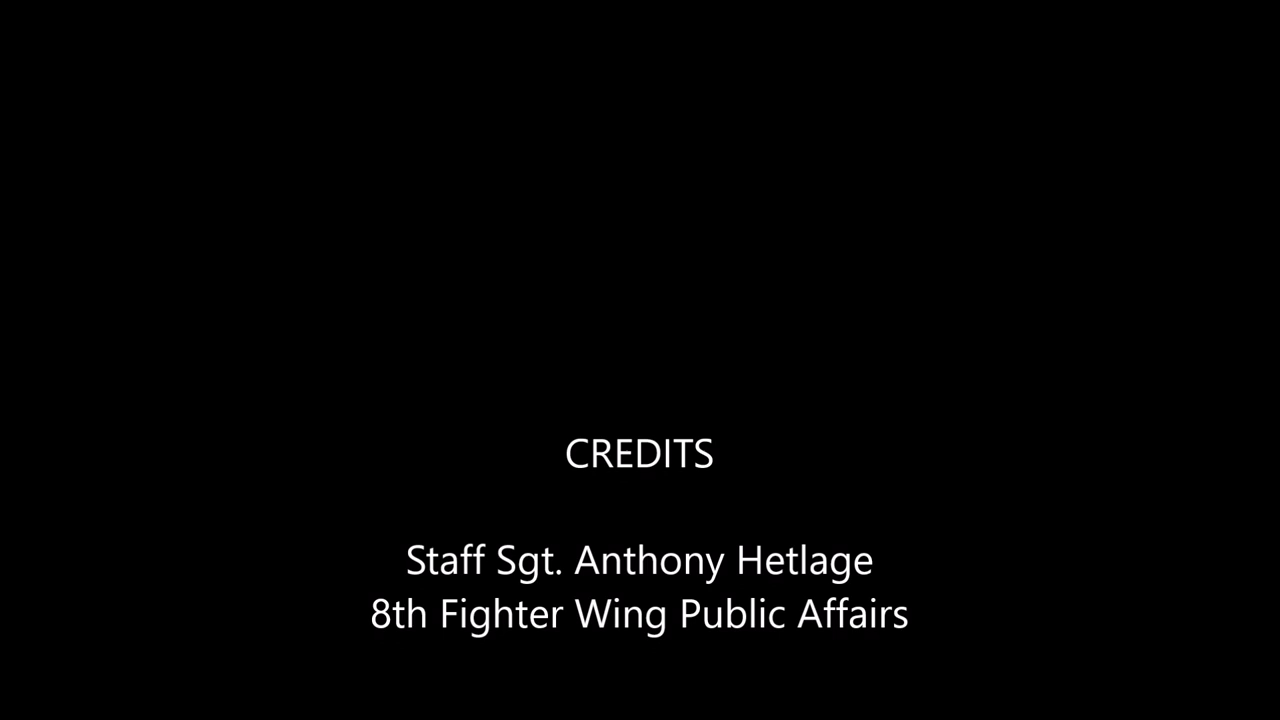 CREDITS
Staff Sgt. Anthony Hetlage
8th Fighter Wing Public Affairs